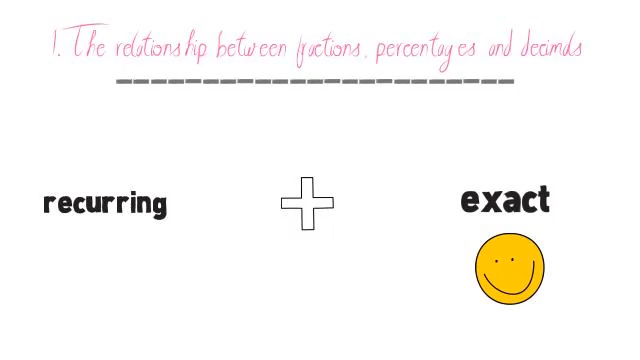 1. The relationship between fractions, percentages and decimals
recurring
exact